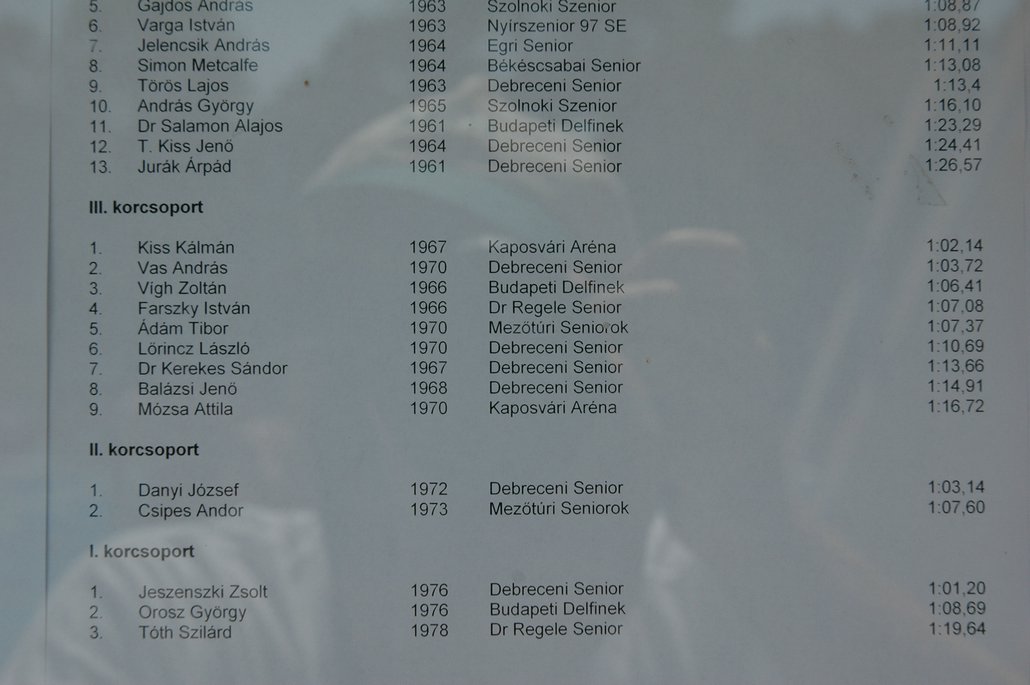 5. Gajdos András 1963 Szolnoki Szenior 1:08,87
6. Varga István 1963 Nyírszenior 97 SE 1:08,92
7. Jelencsik András 1964 Egri Senior 1:11,11
8. Simon Metcalfe 1964 Békéscsabai Senior 1:13,08
9. Törös Lajos 1963 Debreceni Senior 1:13,4
10. András György 1965 Szolnoki Szenior 1:16,10
11. Dr Salamon Alajos 1961 Budapeti Delfinek 1:23,29
12. T. Kiss Jenő 1964 Debreceni Senior 1:24,41
13. Jurák Árpád 1961 Debreceni Senior 1:26,57
III. korcsoport
1. Kiss Kálmán 1967 Kaposvári Aréna 1:02,14
2. Vas András 1970 Debreceni Senior 1:03,72
3. Vígh Zoltán 1966 Budapeti Delfinek 1:06,41
4. Farszky István 1966 Dr Regele Senior 1:07,08
5. Ádám Tibor 1970 Mezőtúri Seniorok 1:07,37
6. Lőrincz László 1970 Debreceni Senior 1:10,69
7. Dr Kerekes Sándor 1967 Debreceni Senior 1:13,66
8. Balázsi Jenő 1968 Debreceni Senior 1:14,91
9. Mózsa Attila 1970 Kaposvári Aréna 1:16,72
II. korcsoport
1. Danyi József 1972 Debreceni Senior 1:03,14
2. Csipes Andor 1973 Mezőtúri Seniorok 1:07,60
I. korcsoport
1. Jeszenszki Zsolt 1976 Debreceni Senior 1:01,20
2. Orosz György 1976 Budapeti Delfinek 1:08,69
3. Tóth Szilárd 1978 Dr Regele Senior 1:19,64